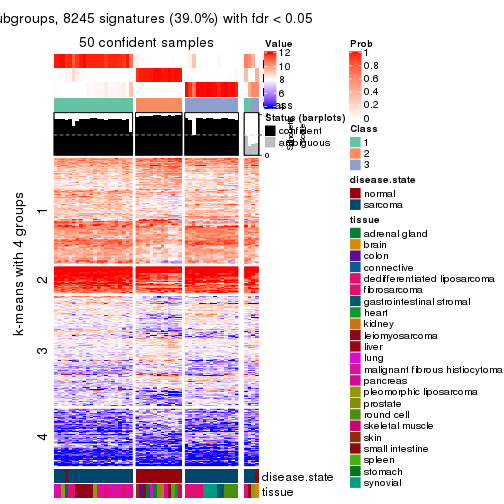 ubgroups, 8245 signatures (39.0%) with fdr < 0.05
50 confident samples
k-means with 4 groups
1
2
3
4
Value
12
10
8
6
Status (barplots)
confident
ambiguous
0
Prob
1
0.8
0.6
0.4
0.2
0
Class
1
2
3
disease.state
normal
sarcoma
tissue
adrenal gland
brain
colon
connective
dedifferentiated liposarcoma
fibrosarcoma
gastrointestinal stromal
heart
kidney
leiomyosarcoma
liver
lung
malignant fibrous histiocytoma
pancreas
pleomorphic liposarcoma
prostate
round cell
skeletal muscle
skin
small intestine
spleen
stomach
synovial
disease.state
tissue